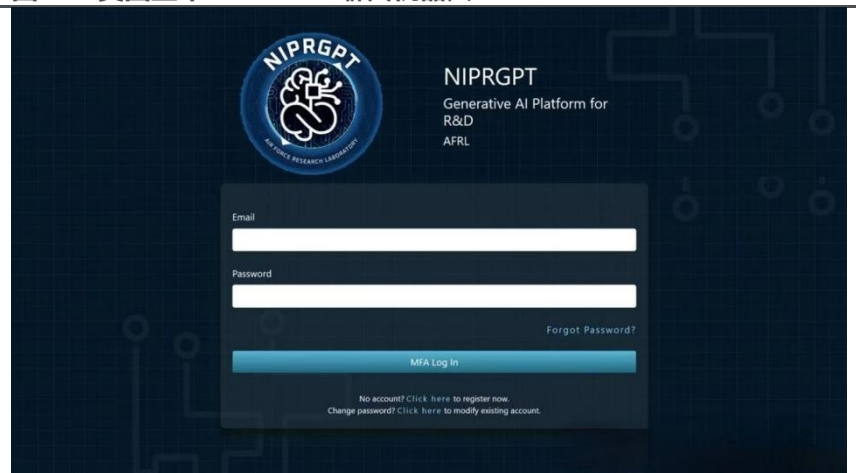 NIPRGPT
AIR FORCE RESEARCH LABORATORY
NIPRGPT
Generative AI Platform for
R&D
AFRL
Email
Password
Forgot Password?
MFA Log In
No account? Click here to register now.
Change password? Click here to modify existing account.